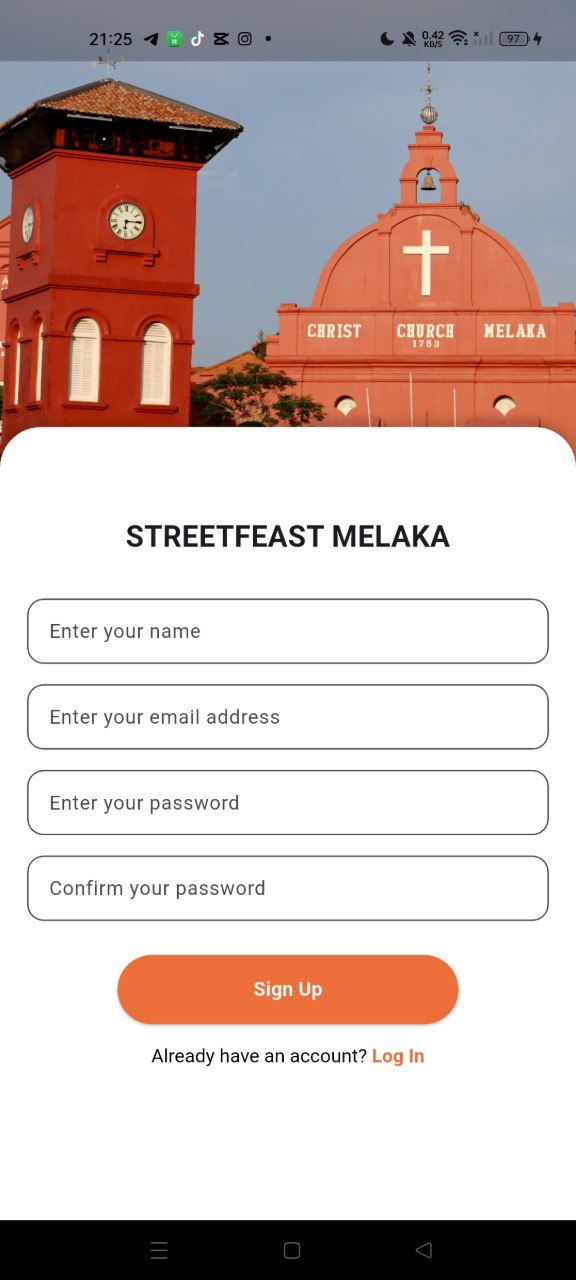 21:25
0.42
KB/S
97
CHRIST CHURCH MELAKA
1753
STREETFEAST MELAKA
Enter your name
Enter your email address
Enter your password
Confirm your password
Sign Up
Already have an account? Log In